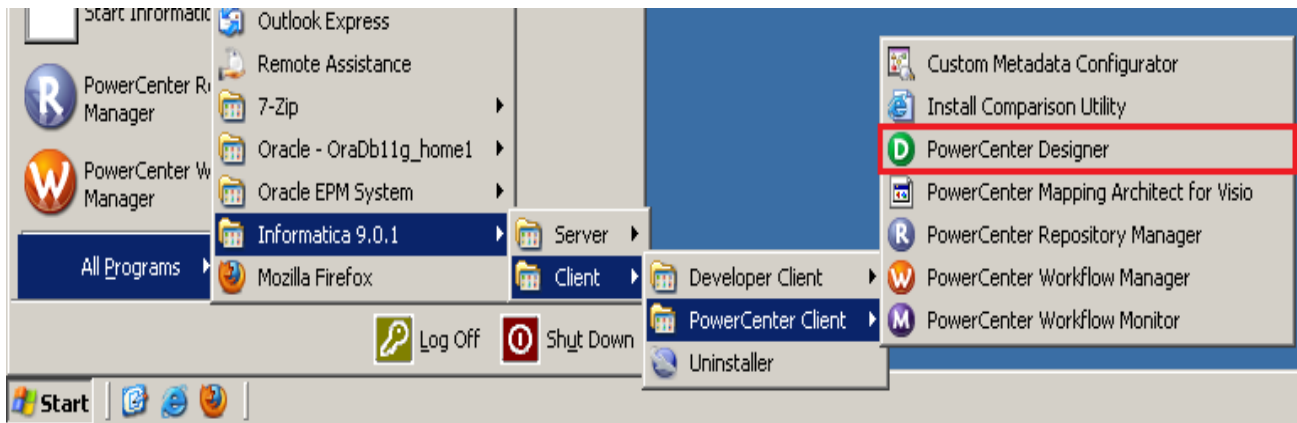 Start Informatic
PowerCenter R
Manager
PowerCenter W
Manager
All Programs
Outlook Express
Remote Assistance
7-Zip
Oracle - OraDb11g_home1
Oracle EPM System
Informatica 9.0.1
Mozilla Firefox
Server
Client
Developer Client
PowerCenter Client
Uninstaller
Custom Metadata Configurator
Install Comparison Utility
PowerCenter Designer
PowerCenter Mapping Architect for Visio
PowerCenter Repository Manager
PowerCenter Workflow Manager
PowerCenter Workflow Monitor
Log Off
Shut Down
Start